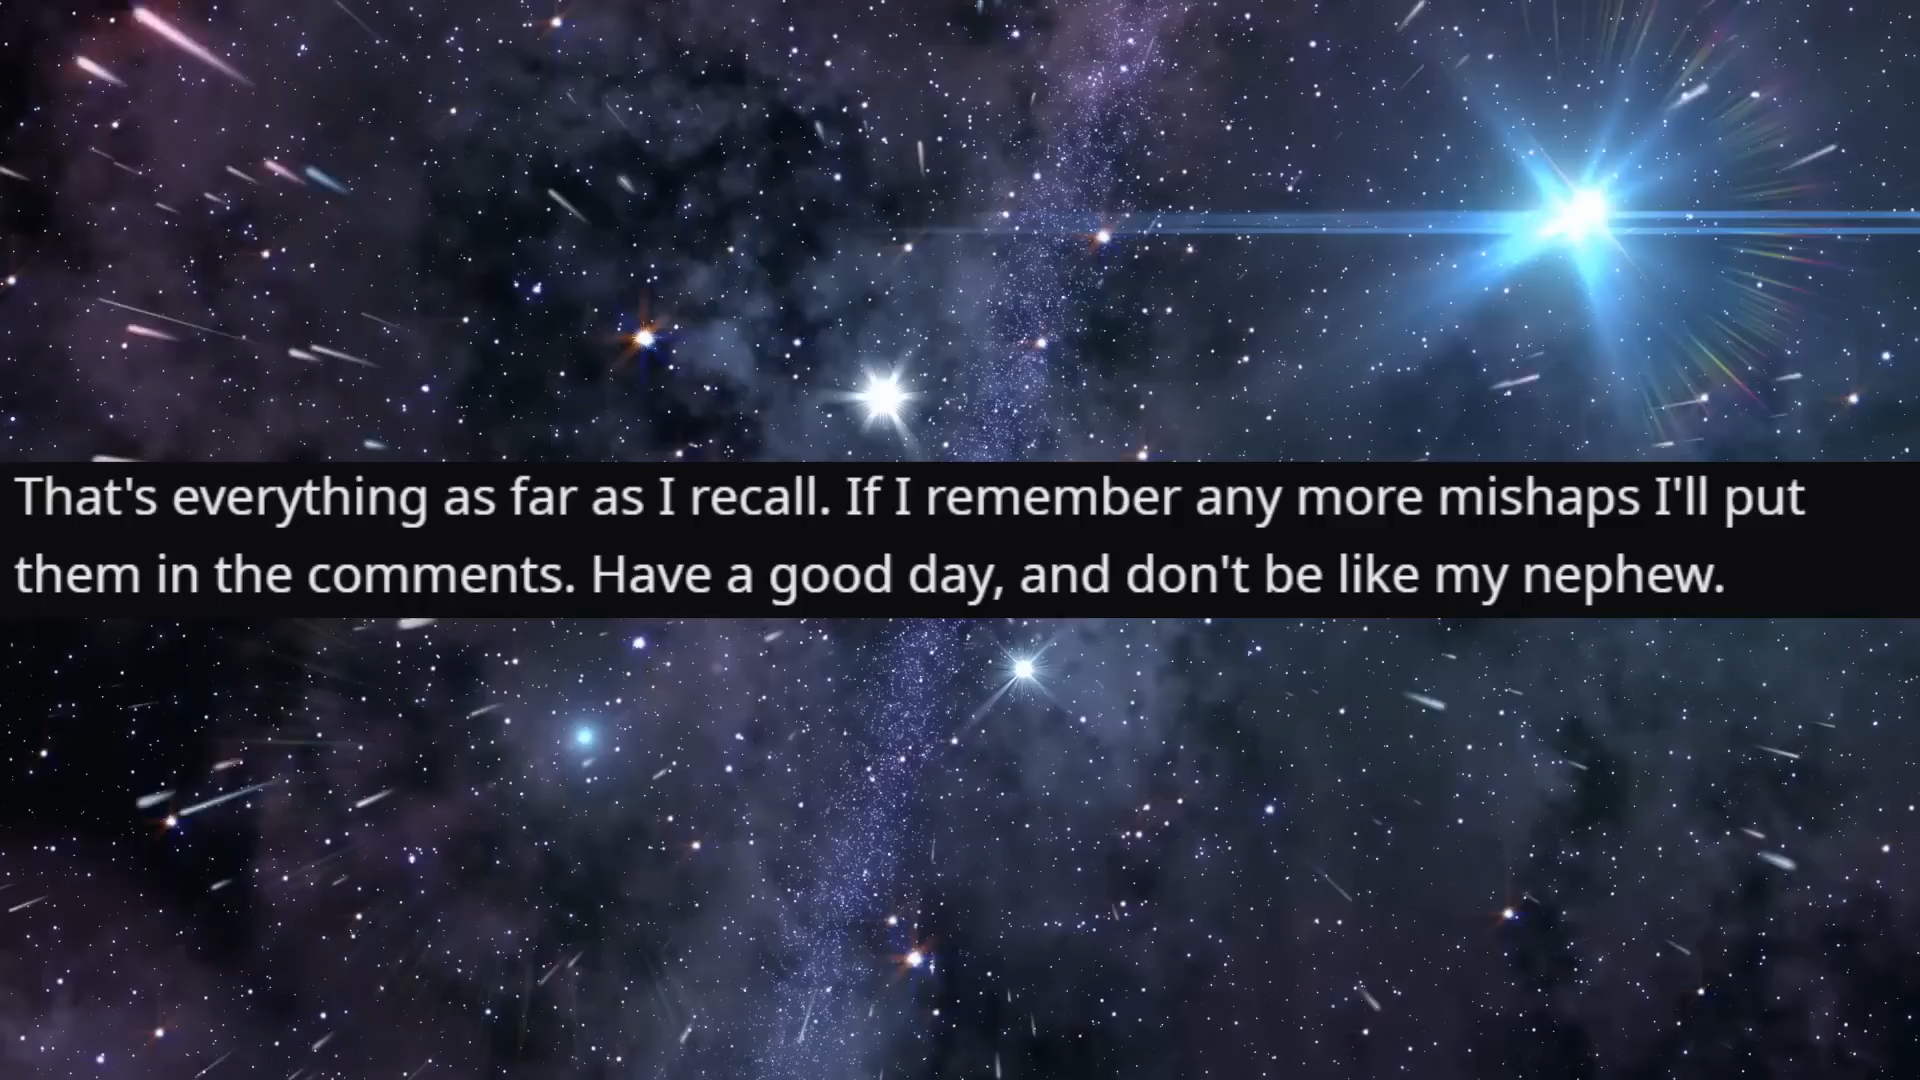 That's everything as far as I recall. If I remember any more mishaps I'll put
them in the comments. Have a good day, and don't be like my nephew.